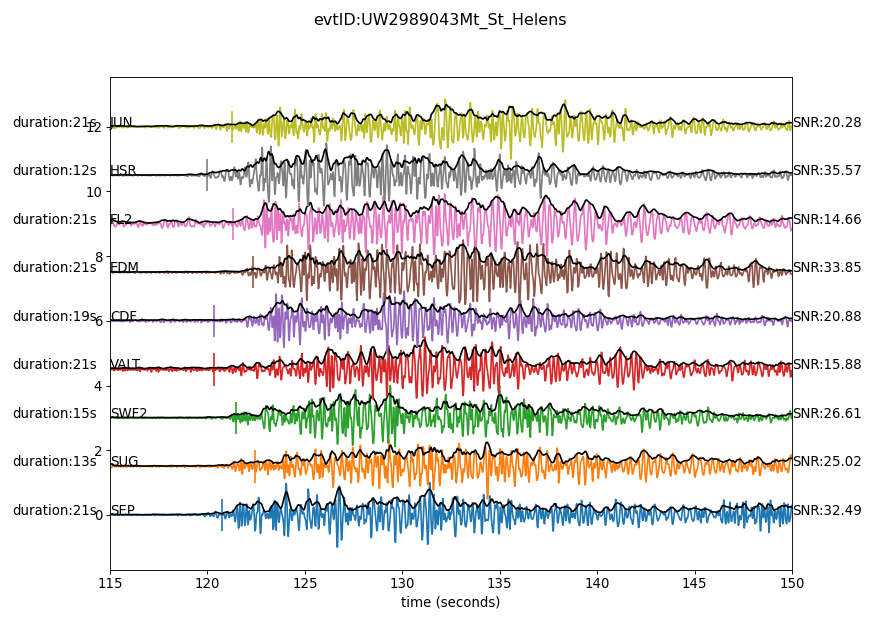 evtID:UW2989043Mt_St_Helens
duration:21s JUN SNR:20.28
12
duration:12s HSR SNR:35.57
10
duration:21s FL2 SNR:14.66
8
duration:21s EDM SNR:33.85
duration:19s CDF SNR:20.88
6
duration:21s VALT SNR:15.88
4
duration:15s SWF2 SNR:26.61
2
duration:13s SUG SNR:25.02
duration:21s SEP SNR:32.49
0
115 120 125 130 135 140 145 150
time (seconds)